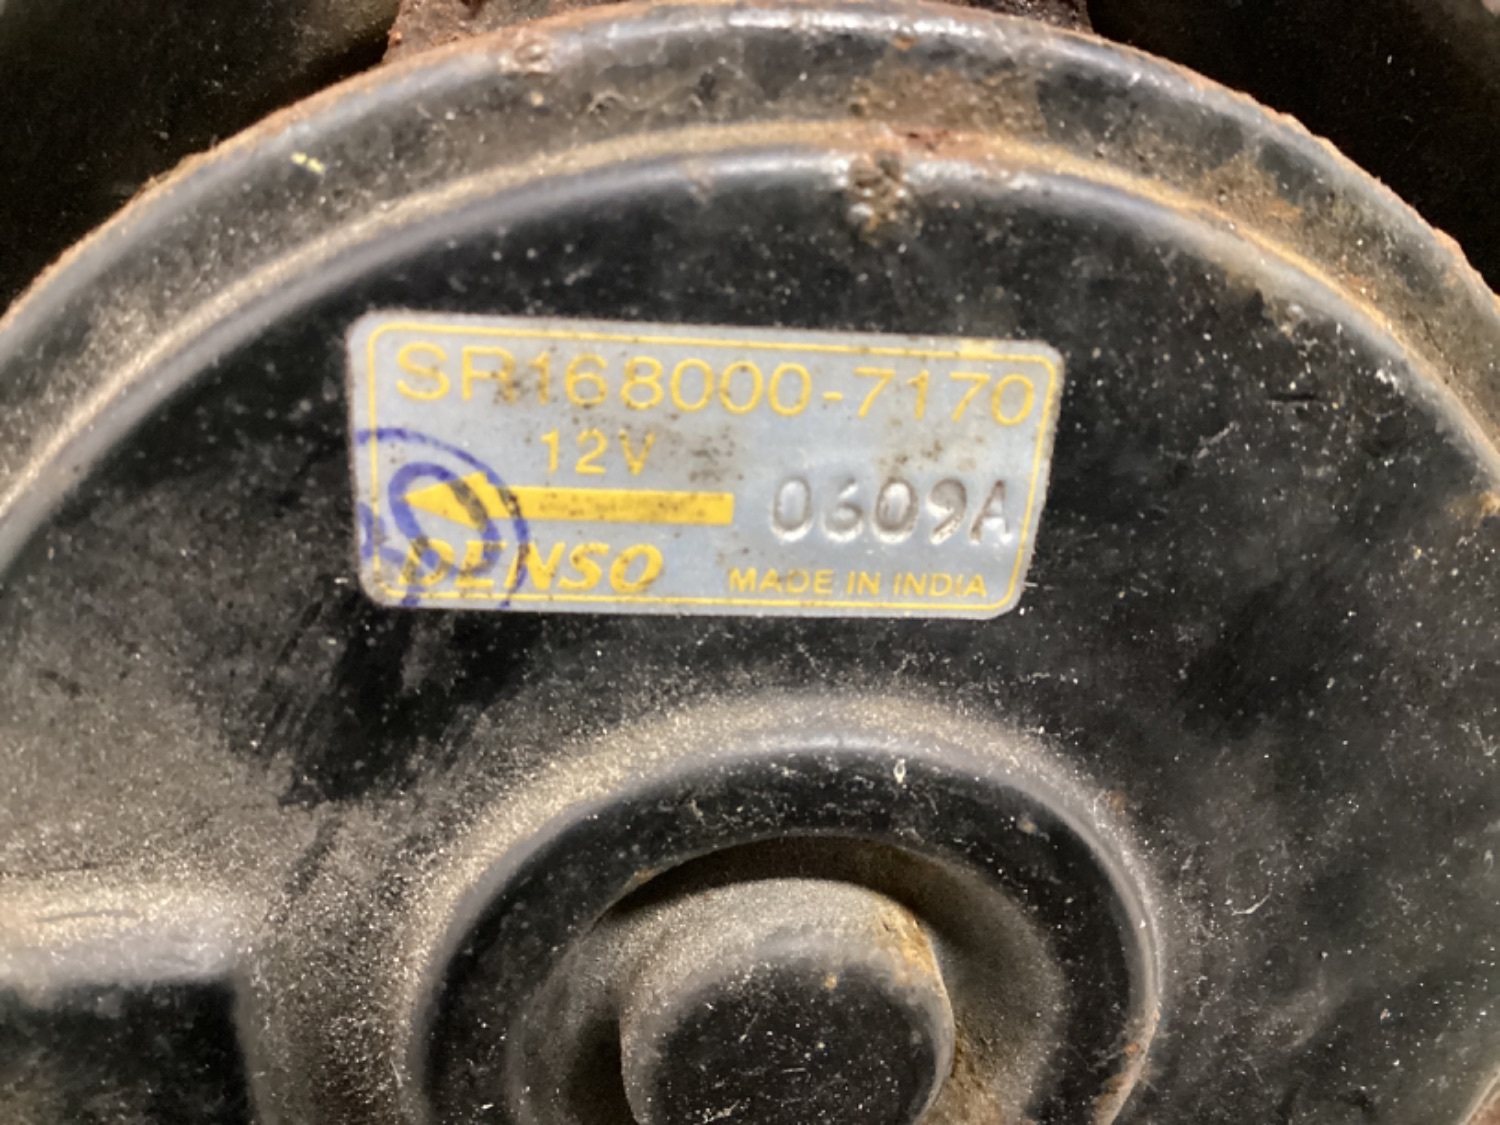 SR168000-7170
12V
0609A
DENSO
MADE IN INDIA